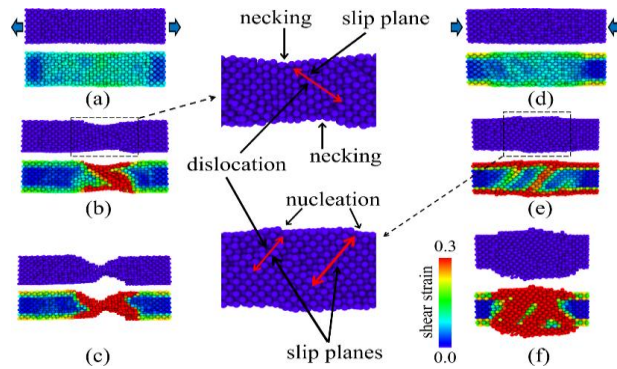 necking
slip plane
(a)
(d)
dislocation
necking
(b)
nucleation
(e)
0.3
shear strain
0.0
(c)
slip planes
(f)